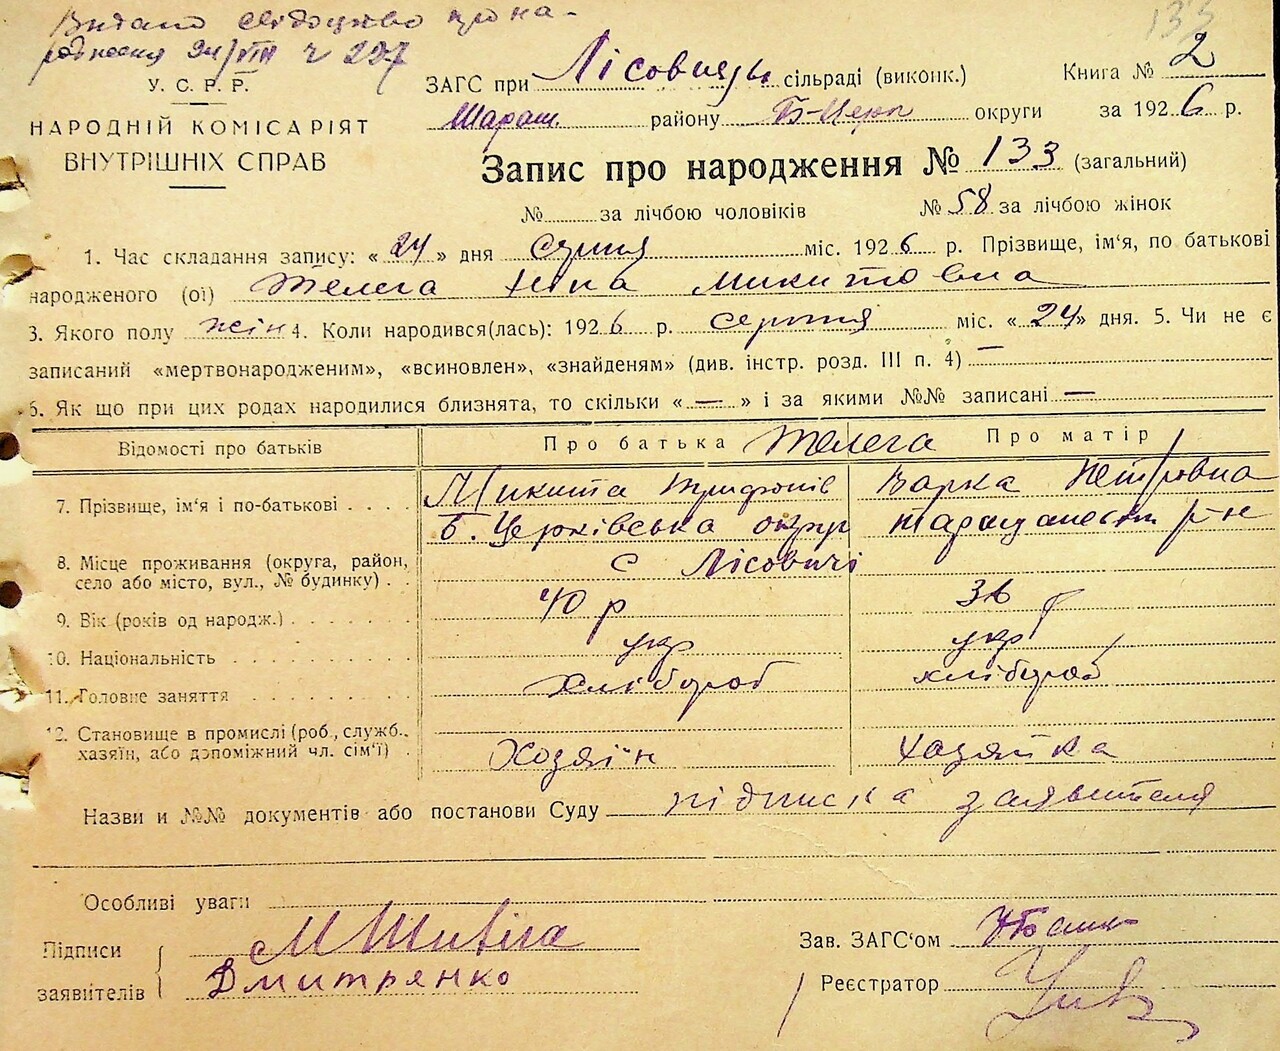 Видано свідоцтво про на-
родження 24/VIII ч 227
133
У. С. Р. Р.
НАРОДНІЙ КОМІСАРІЯТ
ВНУТРІШНІХ СПРАВ
ЗАГС при Лісовицькі сільраді (виконк.) Книга № 2
Таращ. району Б-Церк округи за 1926 р.
Запис про народження № 133 (загальний)
№ за лічбою чоловіків № 58 за лічбою жінок
1. Час складання запису: « 24 » дня серпня міс. 1926 р. Прізвище, ім'я, по батькові
народженого (ої) Телега Ніна Микитовна
3. Якого полу жін 4. Коли народився(лась): 1926 р. серпня міс. « 24 » дня. 5. Чи не є
записаний «мертвонародженим», «всиновлен», «знайденям» (див. інстр. розд. III п. 4) —
6. Як що при цих родах народилися близнята, то скільки « — » і за якими №№ записані —
Відомості про батьків Про батька Телега Про матір
7. Прізвище, ім'я і по-батькові Микита Трифонів Варка Петровна
Б. Церківська округ Таращанский р-н
8. Місце проживання (округа, район,
село або місто, вул., № будинку) с Лісовичі
9. Вік (років од народж.) 40 р 36 р
10. Національність укр укр
11. Головне заняття хлібороб хлібороб
12. Становище в промислі (роб., служб.,
хазяїн, або допоміжний чл. сім'ї) Хозяїн Хазяйка
Назви и №№ документів або постанови Суду підписка заявителя
Особливі уваги
Підписи
заявителів
Дмитренко
Зав. ЗАГС'ом
Реєстратор